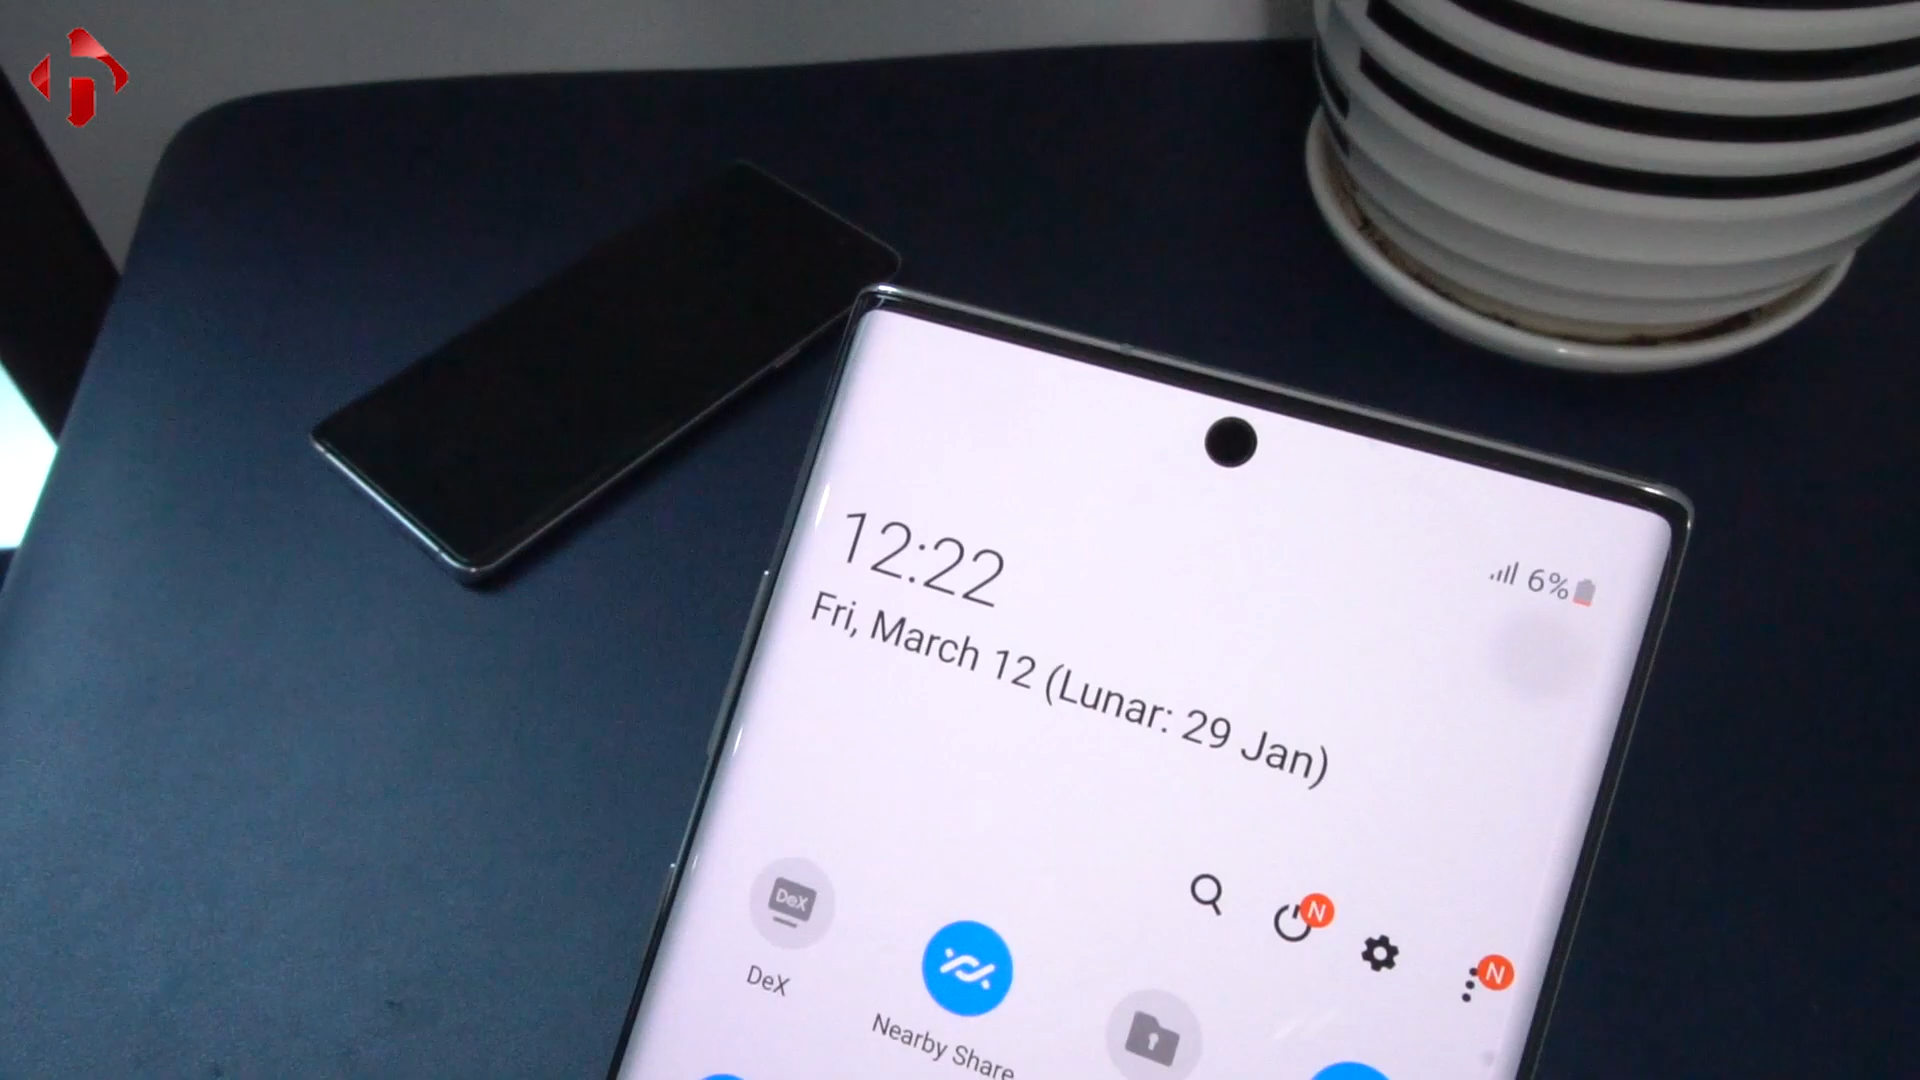 12:22
6%
Fri, March 12 (Lunar: 29 Jan)
N
N
DeX
DeX
Nearby Share